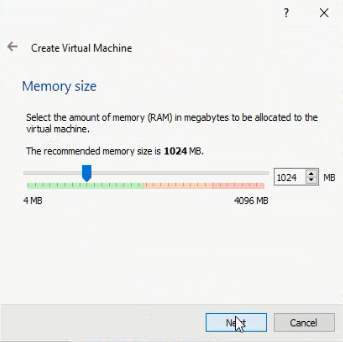 ?
Create Virtual Machine
Memory size
Select the amount of memory (RAM) in megabytes to be allocated to the
virtual machine.
The recommended memory size is 1024 MB.
1024 MB
4 MB 4096 MB
Next Cancel